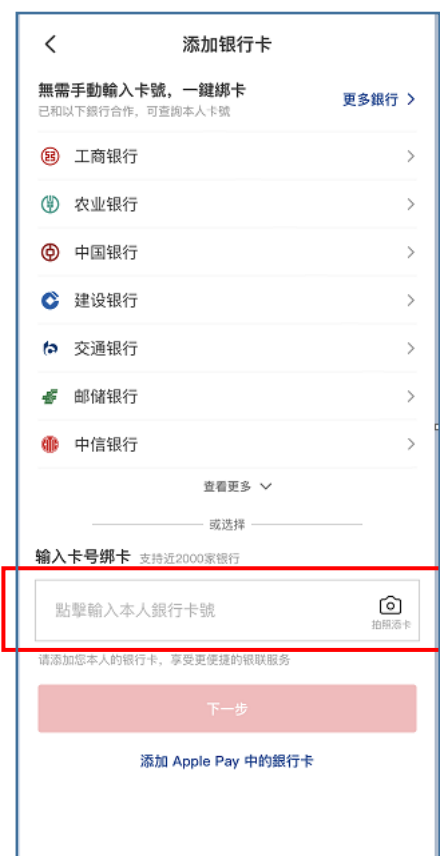 添加银行卡
無需手動輸入卡號，一鍵綁卡
已和以下銀行合作，可查詢本人卡號
更多銀行
工商银行
农业银行
中国银行
建设银行
交通银行
邮储银行
中信银行
查看更多
或选择
输入卡号绑卡 支持近2000家银行
點擊輸入本人銀行卡號
拍照添卡
请添加您本人的银行卡，享受更便捷的银联服务
下一步
添加 Apple Pay 中的銀行卡